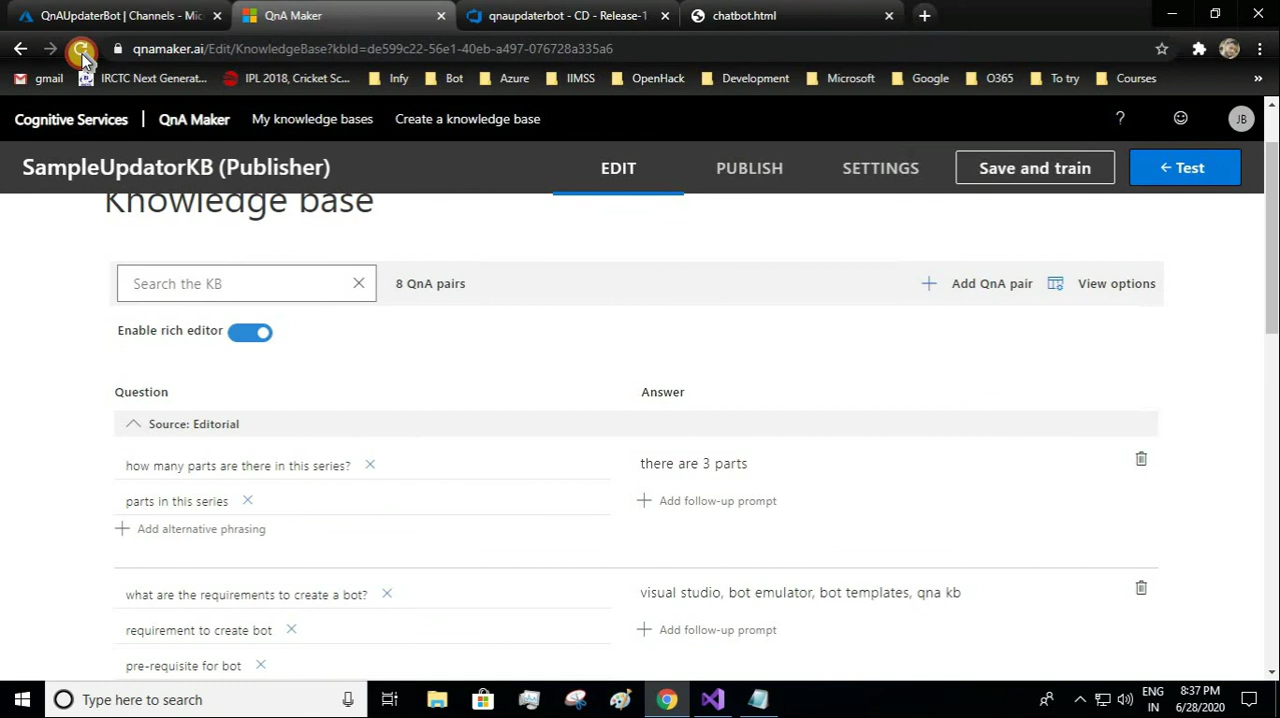 QnAUpdaterBot | Channels - Mic
QnA Maker
qnaupdaterbot - CD - Release-1
chatbot.html
qnamaker.ai/Edit/KnowledgeBase?kbId=de599c22-56e1-40eb-a497-076728a335a6
gmail
IRCTC Next Generat...
IPL 2018, Cricket Sc...
Infy
Bot
Azure
IIMSS
OpenHack
Development
Microsoft
Google
O365
To try
Courses
»
Cognitive Services
QnA Maker
My knowledge bases
Create a knowledge base
?
JB
SampleUpdatorKB (Publisher)
EDIT
PUBLISH
SETTINGS
Save and train
Test
Knowledge base
Search the KB
8 QnA pairs
Add QnA pair
View options
Enable rich editor
Question
Answer
Source: Editorial
how many parts are there in this series?
there are 3 parts
parts in this series
Add follow-up prompt
Add alternative phrasing
what are the requirements to create a bot?
visual studio, bot emulator, bot templates, qna kb
requirement to create bot
Add follow-up prompt
pre-requisite for bot
Type here to search
ENG
IN
8:37 PM
6/28/2020